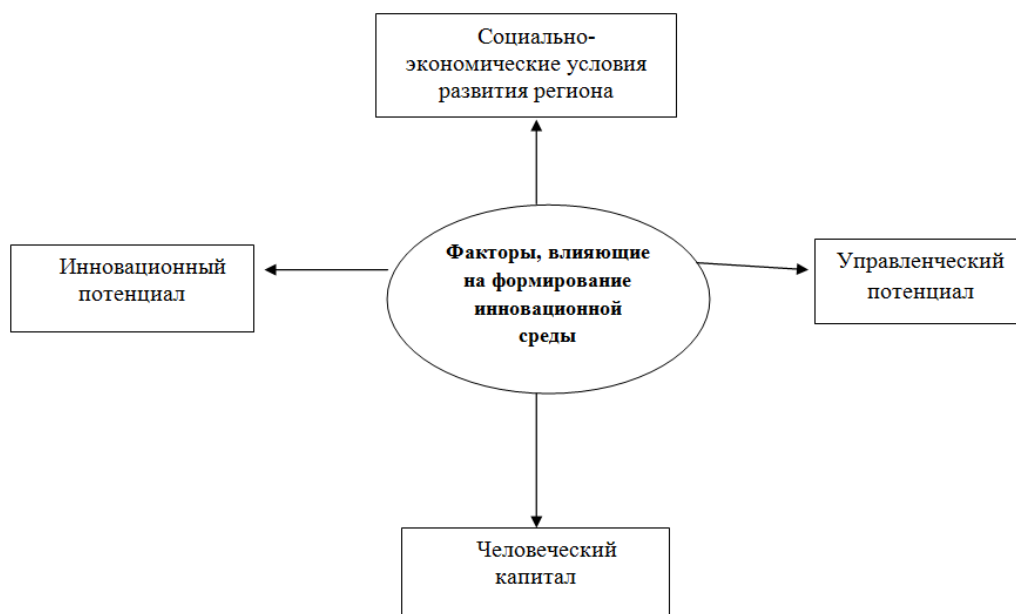 Социально-
экономические условия
развития региона
Инновационный
потенциал
Факторы, влияющие
на формирование
инновационной
среды
Управленческий
потенциал
Человеческий
капитал